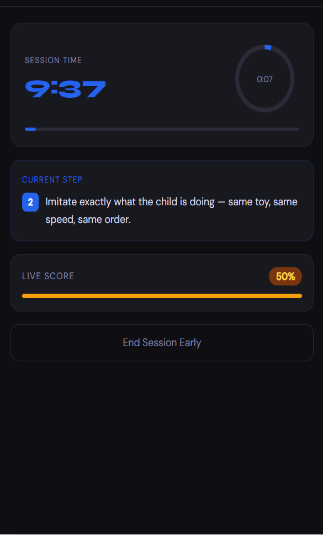 SESSION TIME
9:37
0:07
CURRENT STEP
2
Imitate exactly what the child is doing — same toy, same
speed, same order.
LIVE SCORE
50%
End Session Early